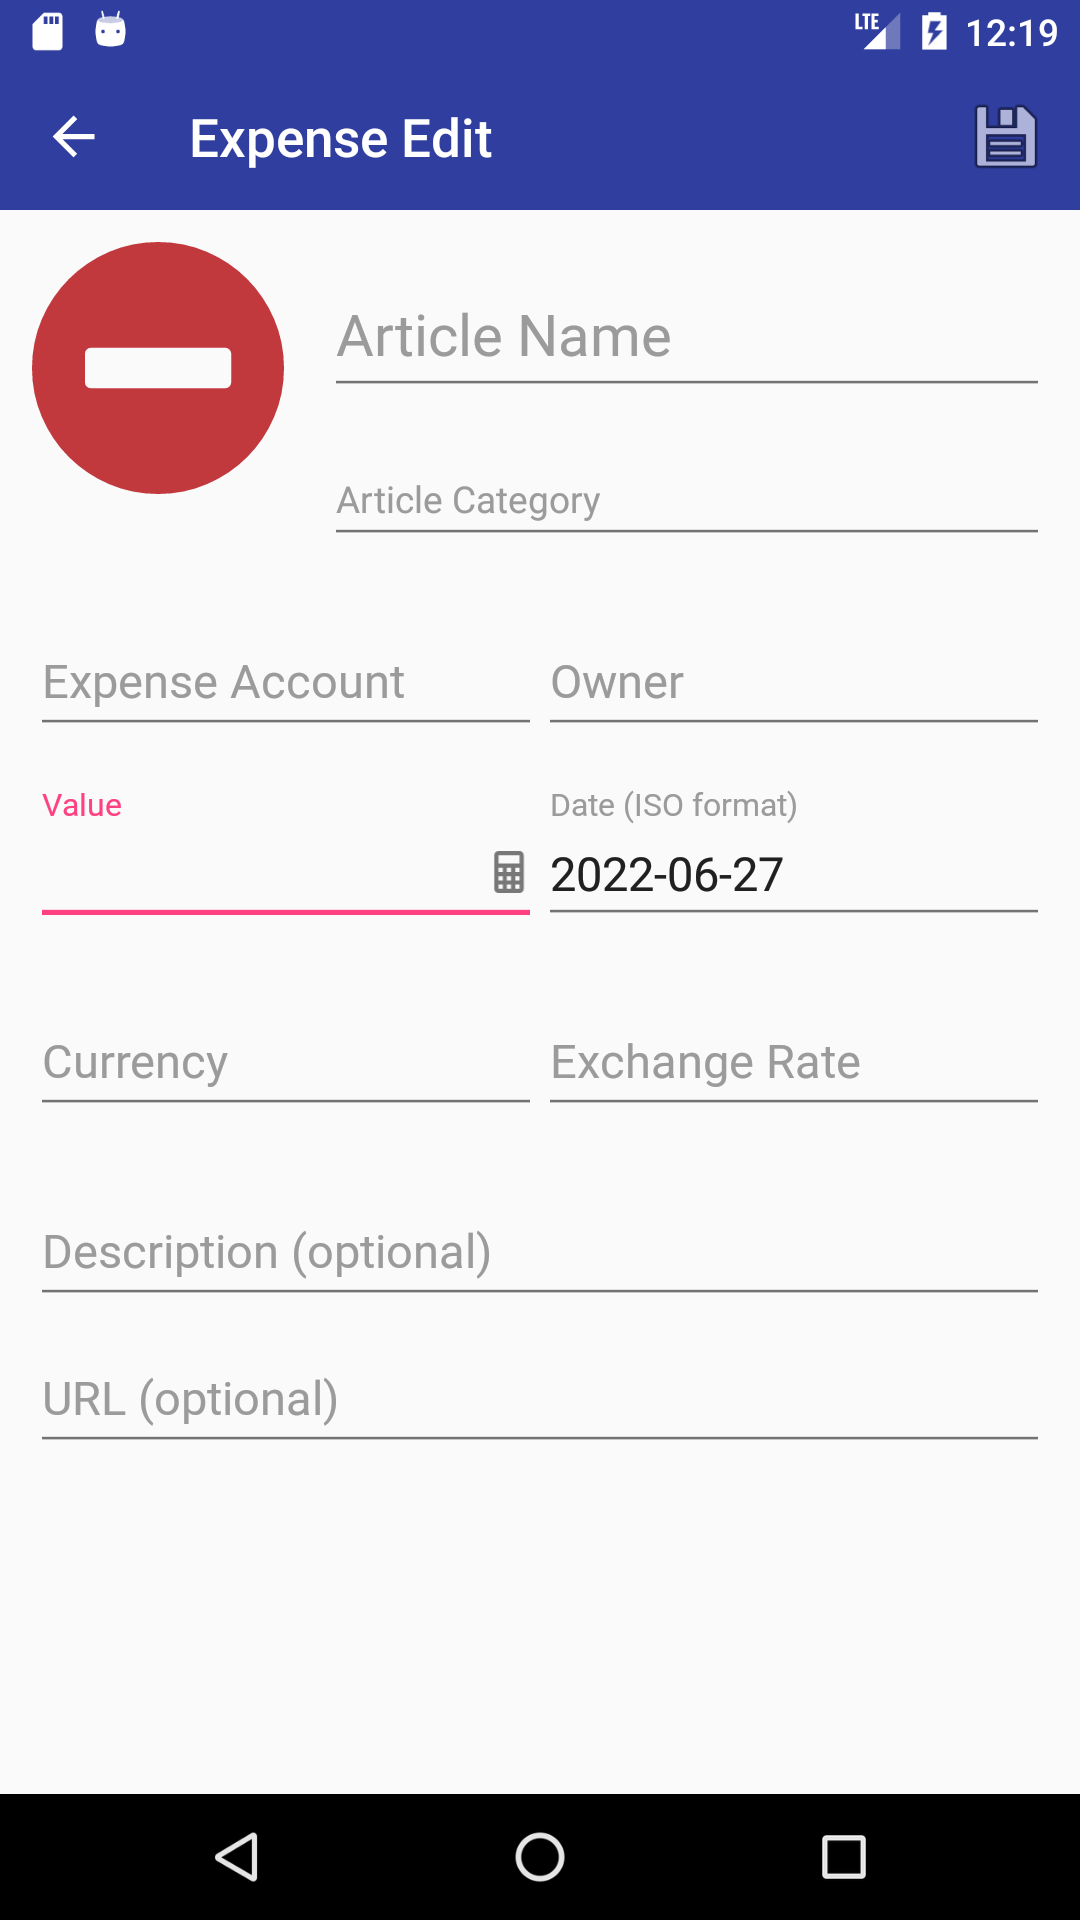 LTE 12:19
Expense Edit
Article Name
Article Category
Expense Account Owner
Value Date (ISO format)
2022-06-27
Currency Exchange Rate
Description (optional)
URL (optional)